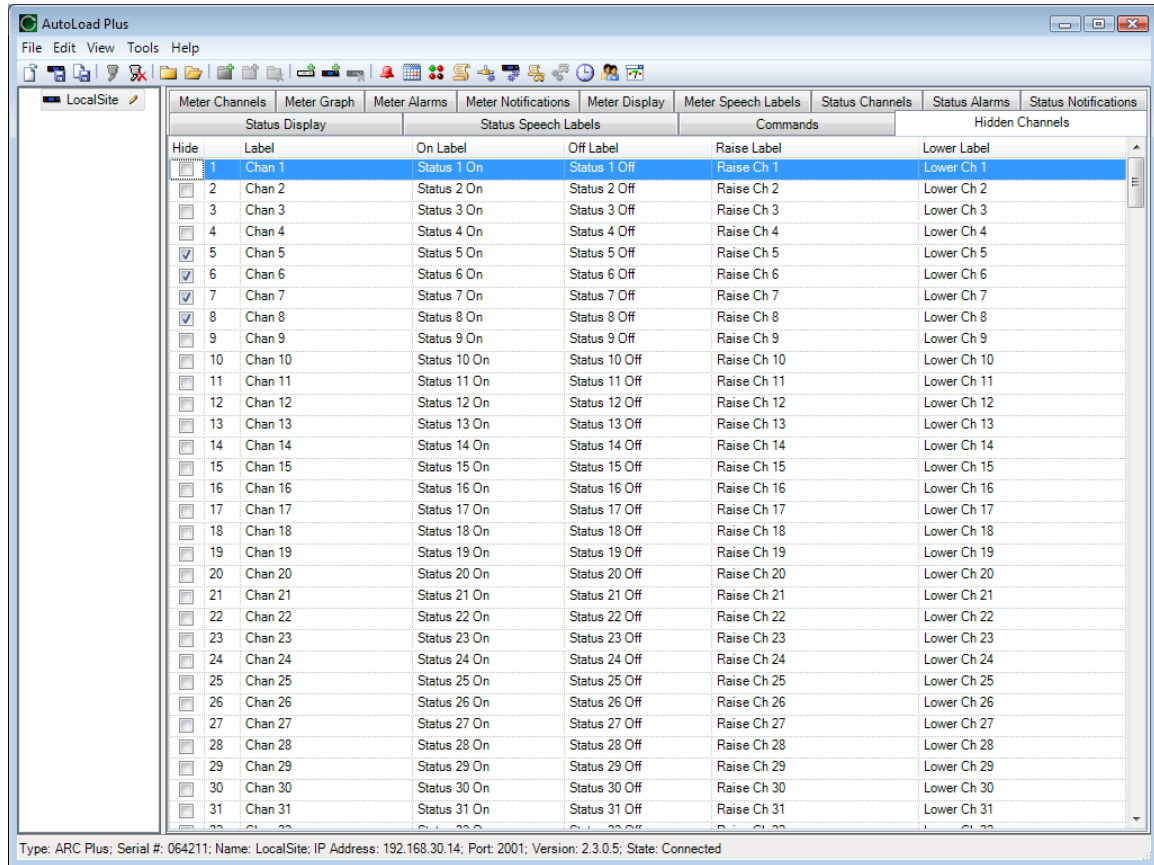 AutoLoad Plus
File Edit View Tools Help
LocalSite
Meter Channels Meter Graph Meter Alarms Meter Notifications Meter Display Meter Speech Labels Status Channels Status Alarms Status Notifications
Status Display Status Speech Labels Commands Hidden Channels
Hide Label On Label Off Label Raise Label Lower Label
1 Chan 1 Status 1 On Status 1 Off Raise Ch 1 Lower Ch 1
2 Chan 2 Status 2 On Status 2 Off Raise Ch 2 Lower Ch 2
3 Chan 3 Status 3 On Status 3 Off Raise Ch 3 Lower Ch 3
4 Chan 4 Status 4 On Status 4 Off Raise Ch 4 Lower Ch 4
5 Chan 5 Status 5 On Status 5 Off Raise Ch 5 Lower Ch 5
6 Chan 6 Status 6 On Status 6 Off Raise Ch 6 Lower Ch 6
7 Chan 7 Status 7 On Status 7 Off Raise Ch 7 Lower Ch 7
8 Chan 8 Status 8 On Status 8 Off Raise Ch 8 Lower Ch 8
9 Chan 9 Status 9 On Status 9 Off Raise Ch 9 Lower Ch 9
10 Chan 10 Status 10 On Status 10 Off Raise Ch 10 Lower Ch 10
11 Chan 11 Status 11 On Status 11 Off Raise Ch 11 Lower Ch 11
12 Chan 12 Status 12 On Status 12 Off Raise Ch 12 Lower Ch 12
13 Chan 13 Status 13 On Status 13 Off Raise Ch 13 Lower Ch 13
14 Chan 14 Status 14 On Status 14 Off Raise Ch 14 Lower Ch 14
15 Chan 15 Status 15 On Status 15 Off Raise Ch 15 Lower Ch 15
16 Chan 16 Status 16 On Status 16 Off Raise Ch 16 Lower Ch 16
17 Chan 17 Status 17 On Status 17 Off Raise Ch 17 Lower Ch 17
18 Chan 18 Status 18 On Status 18 Off Raise Ch 18 Lower Ch 18
19 Chan 19 Status 19 On Status 19 Off Raise Ch 19 Lower Ch 19
20 Chan 20 Status 20 On Status 20 Off Raise Ch 20 Lower Ch 20
21 Chan 21 Status 21 On Status 21 Off Raise Ch 21 Lower Ch 21
22 Chan 22 Status 22 On Status 22 Off Raise Ch 22 Lower Ch 22
23 Chan 23 Status 23 On Status 23 Off Raise Ch 23 Lower Ch 23
24 Chan 24 Status 24 On Status 24 Off Raise Ch 24 Lower Ch 24
25 Chan 25 Status 25 On Status 25 Off Raise Ch 25 Lower Ch 25
26 Chan 26 Status 26 On Status 26 Off Raise Ch 26 Lower Ch 26
27 Chan 27 Status 27 On Status 27 Off Raise Ch 27 Lower Ch 27
28 Chan 28 Status 28 On Status 28 Off Raise Ch 28 Lower Ch 28
29 Chan 29 Status 29 On Status 29 Off Raise Ch 29 Lower Ch 29
30 Chan 30 Status 30 On Status 30 Off Raise Ch 30 Lower Ch 30
31 Chan 31 Status 31 On Status 31 Off Raise Ch 31 Lower Ch 31
Type: ARC Plus; Serial #: 064211; Name: LocalSite; IP Address: 192.168.30.14; Port: 2001; Version: 2.3.0.5; State: Connected